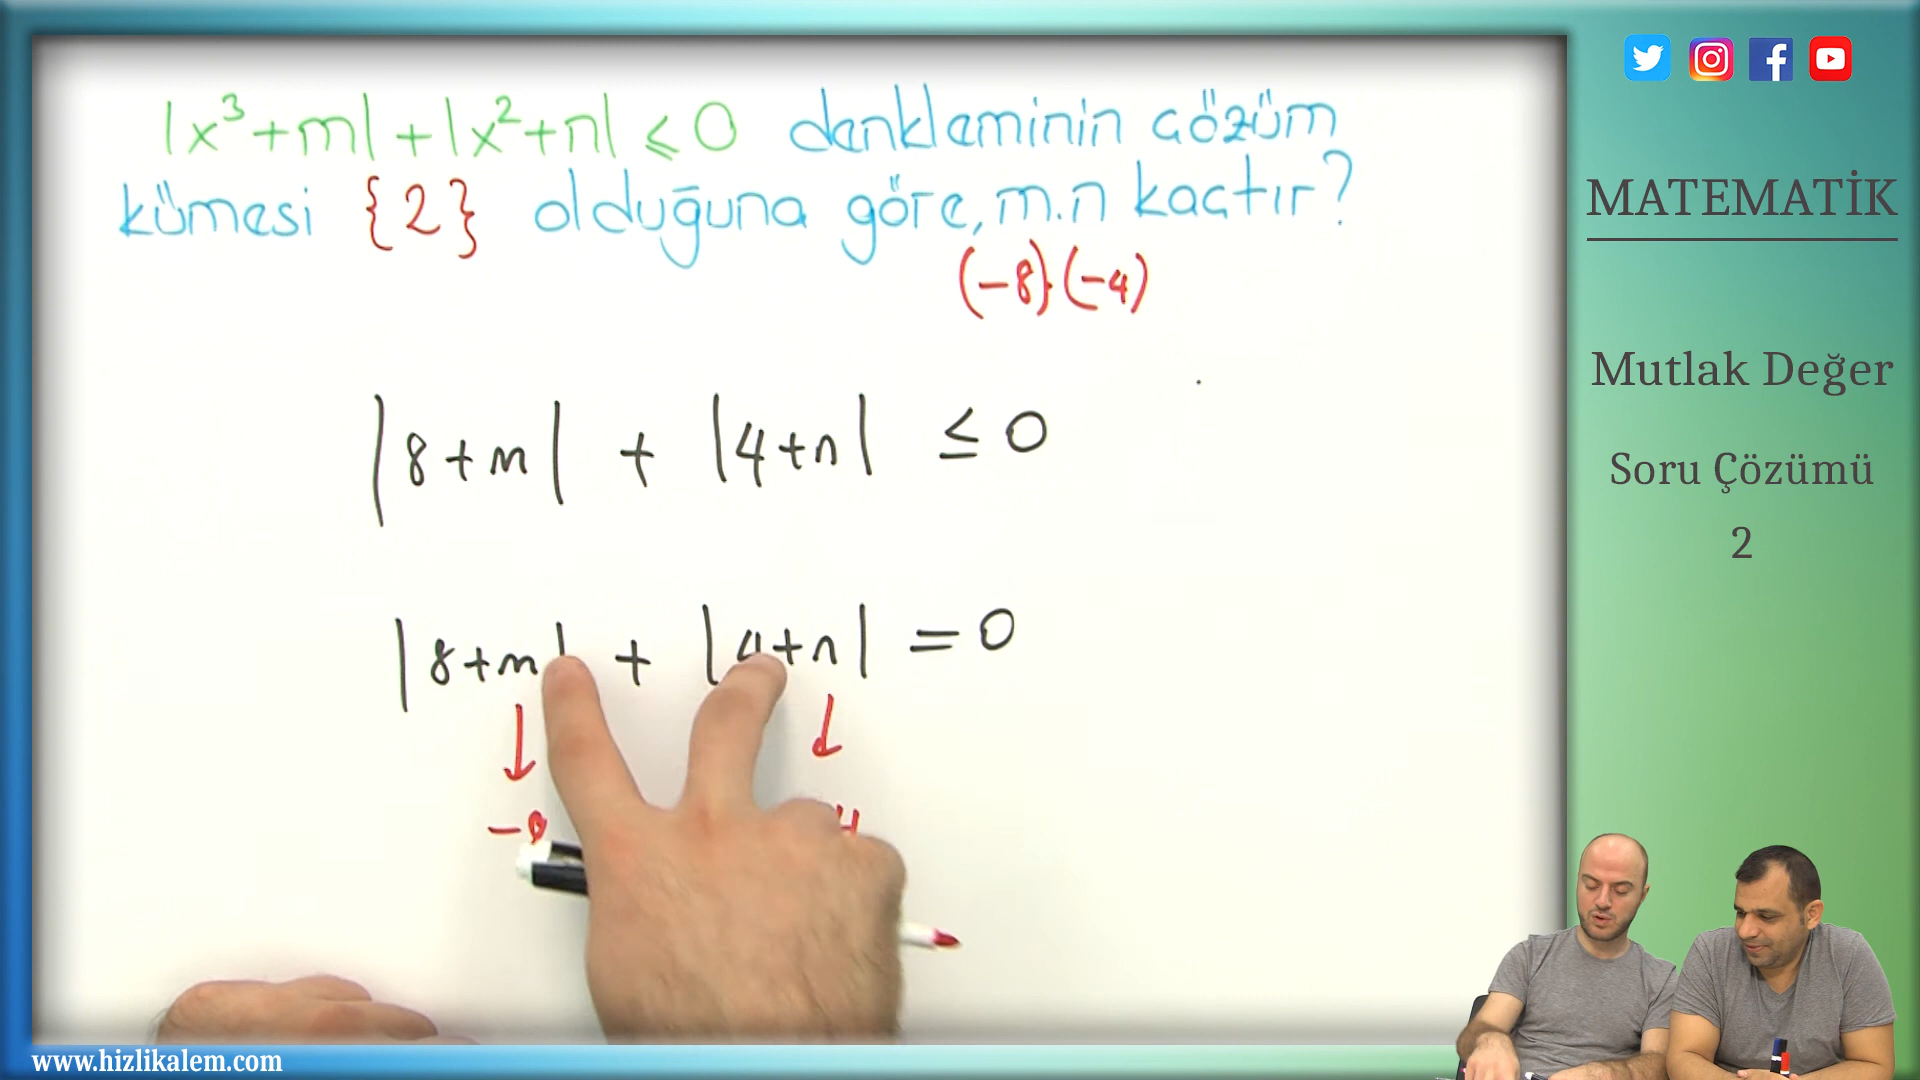 |x³+m|+|x²+n| ⩽ 0 denkleminin çözüm
kümesi {2} olduğuna göre, m.n kaçtır?
(-8).(-4)
|8+m| + |4+n| ≤ 0
|8+m| + |4+n| = 0
MATEMATİK
Mutlak Değer
Soru Çözümü
2
www.hizlikalem.com